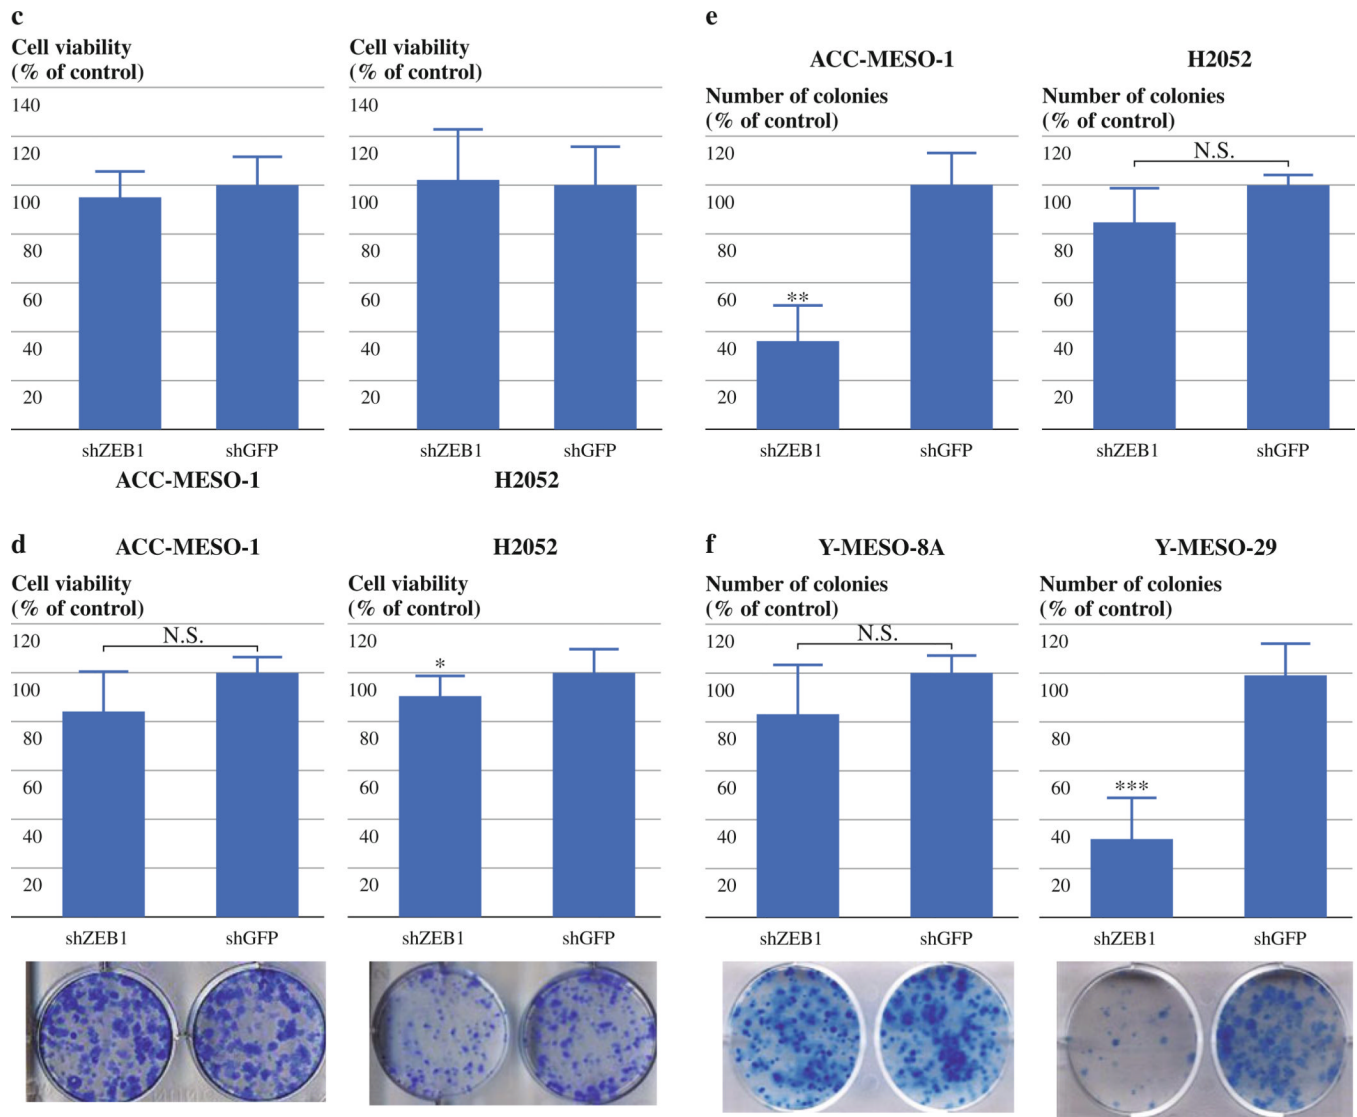 c
Cell viability
(% of control)
140
120
100
80
60
40
20
shZEB1
shGFP
ACC-MESO-1
Cell viability
(% of control)
140
120
100
80
60
40
20
shZEB1
shGFP
H2052
e
ACC-MESO-1
Number of colonies
(% of control)
120
100
80
60
40
20
**
shZEB1
shGFP
H2052
Number of colonies
(% of control)
120
100
80
60
40
20
N.S.
shZEB1
shGFP
d
ACC-MESO-1
Cell viability
(% of control)
120
100
80
60
40
20
N.S.
shZEB1
shGFP
H2052
Cell viability
(% of control)
120
100
80
60
40
20
*
shZEB1
shGFP
f
Y-MESO-8A
Number of colonies
(% of control)
120
100
80
60
40
20
N.S.
shZEB1
shGFP
Y-MESO-29
Number of colonies
(% of control)
120
100
80
60
40
20
***
shZEB1
shGFP